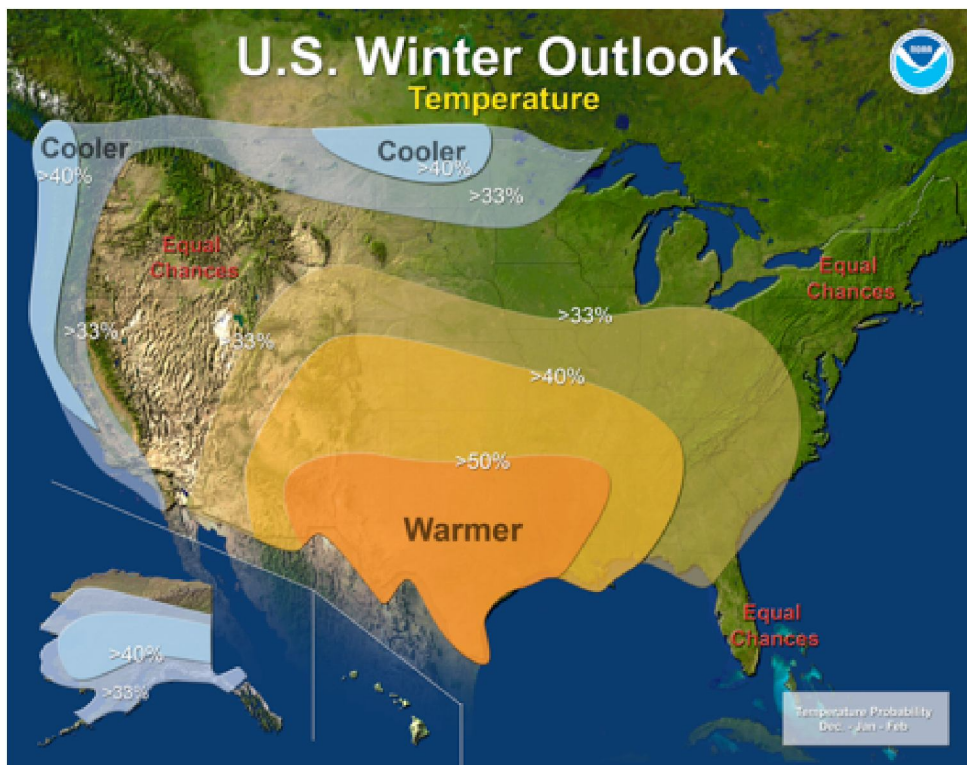 U.S. Winter Outlook
Temperature
NOAA
Cooler
>40%
Cooler
>40%
>33%
Equal
Chances
Equal
Chances
>33%
>33%
>33%
>40%
>50%
Warmer
Equal
Chances
>40%
>33%
Temperature Probability
Dec. - Jan - Feb